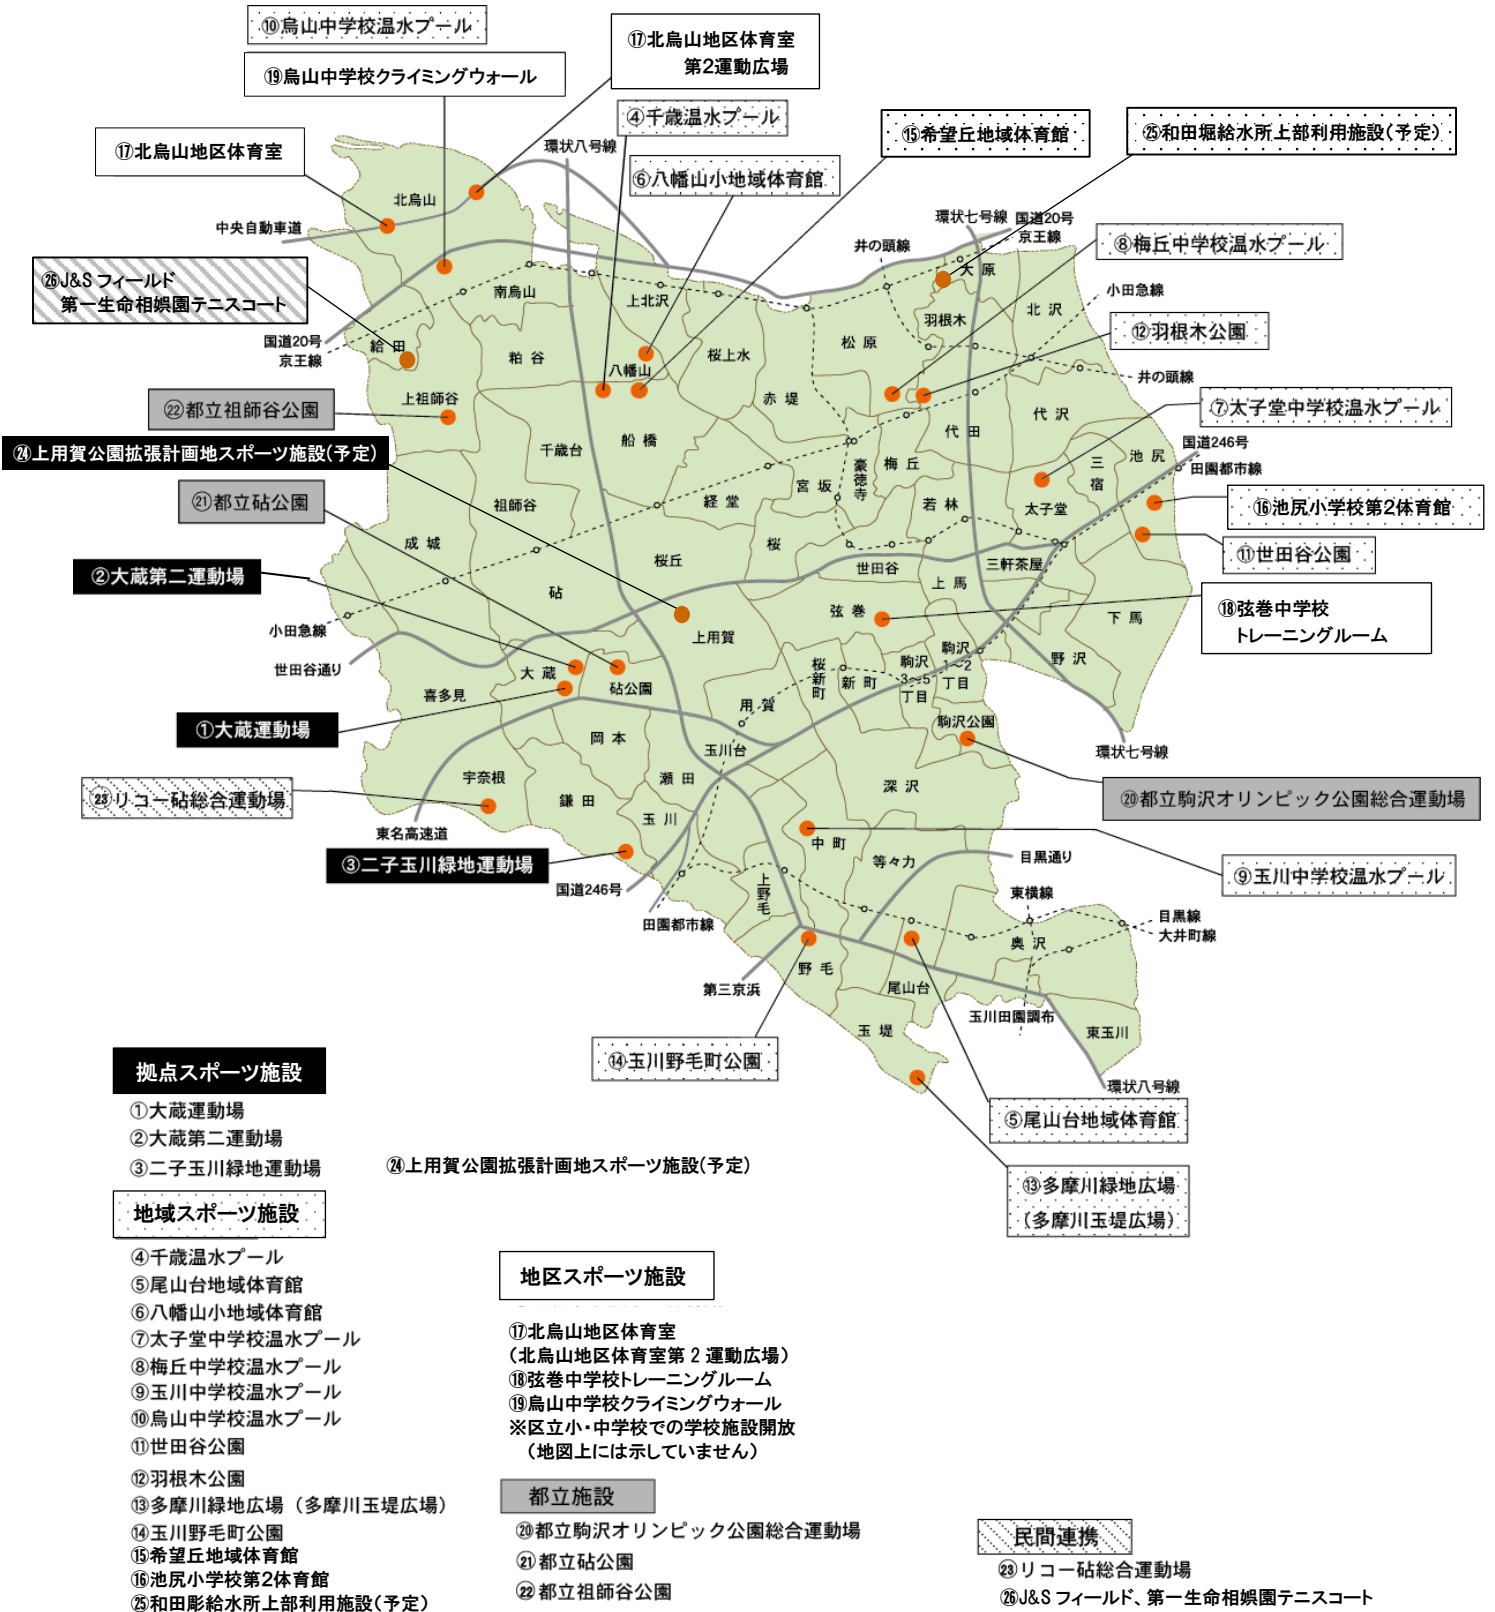 ⑩烏山中学校温水プール
⑲烏山中学校クライミングウォール
⑰北烏山地区体育室
第2運動広場
④千歳温水プール
⑮希望丘地域体育館
㉕和田堀給水所上部利用施設(予定)
⑰北烏山地区体育室
環状八号線
⑥八幡山小地域体育館
北烏山
中央自動車道
環状七号線
国道20号
京王線
井の頭線
⑧梅丘中学校温水プール
㉖J&Sフィールド
第一生命相娯園テニスコート
大原
南烏山
上北沢
小田急線
北沢
羽根木
⑫羽根木公園
国道20号
京王線
給田
粕谷
八幡山
桜上水
松原
井の頭線
㉒都立祖師谷公園
上祖師谷
赤堤
代沢
⑦太子堂中学校温水プール
㉔上用賀公園拡張計画地スポーツ施設(予定)
千歳台
船橋
代田
国道246号
池尻
田園都市線
三宿
梅丘
豪徳寺
宮坂
㉑都立砧公園
祖師谷
経堂
若林
太子堂
⑯池尻小学校第2体育館
成城
桜丘
桜
⑪世田谷公園
②大蔵第二運動場
世田谷
三軒茶屋
上馬
砧
弦巻
⑱弦巻中学校
トレーニングルーム
下馬
小田急線
上用賀
世田谷通り
大蔵
砧公園
桜新町
新町
駒沢
3～5
丁目
駒沢
1～2
丁目
野沢
喜多見
①大蔵運動場
用賀
駒沢公園
岡本
玉川台
環状七号線
宇奈根
瀬田
深沢
㉓リコー砧総合運動場
鎌田
玉川
⑳都立駒沢オリンピック公園総合運動場
東名高速道
中町
等々力
目黒通り
③二子玉川緑地運動場
⑨玉川中学校温水プール
国道246号
上野毛
東横線
田園都市線
目黒線
大井町線
奥沢
野毛
第三京浜
尾山台
玉川田園調布
玉堤
東玉川
⑭玉川野毛町公園
環状八号線
⑤尾山台地域体育館
⑬多摩川緑地広場
(多摩川玉堤広場)
拠点スポーツ施設
①大蔵運動場
②大蔵第二運動場
③二子玉川緑地運動場
㉔上用賀公園拡張計画地スポーツ施設(予定)
地域スポーツ施設
④千歳温水プール
⑤尾山台地域体育館
⑥八幡山小地域体育館
⑦太子堂中学校温水プール
⑧梅丘中学校温水プール
⑨玉川中学校温水プール
⑩烏山中学校温水プール
⑪世田谷公園
⑫羽根木公園
⑬多摩川緑地広場（多摩川玉堤広場）
⑭玉川野毛町公園
⑮希望丘地域体育館
⑯池尻小学校第2体育館
㉕和田彫給水所上部利用施設(予定)
地区スポーツ施設
⑰北烏山地区体育室
（北烏山地区体育室第2運動広場）
⑱弦巻中学校トレーニングルーム
⑲烏山中学校クライミングウォール
※区立小・中学校での学校施設開放
（地図上には示していません）
都立施設
⑳都立駒沢オリンピック公園総合運動場
㉑都立砧公園
㉒都立祖師谷公園
民間連携
㉓リコー砧総合運動場
㉖J&Sフィールド、第一生命相娯園テニスコート